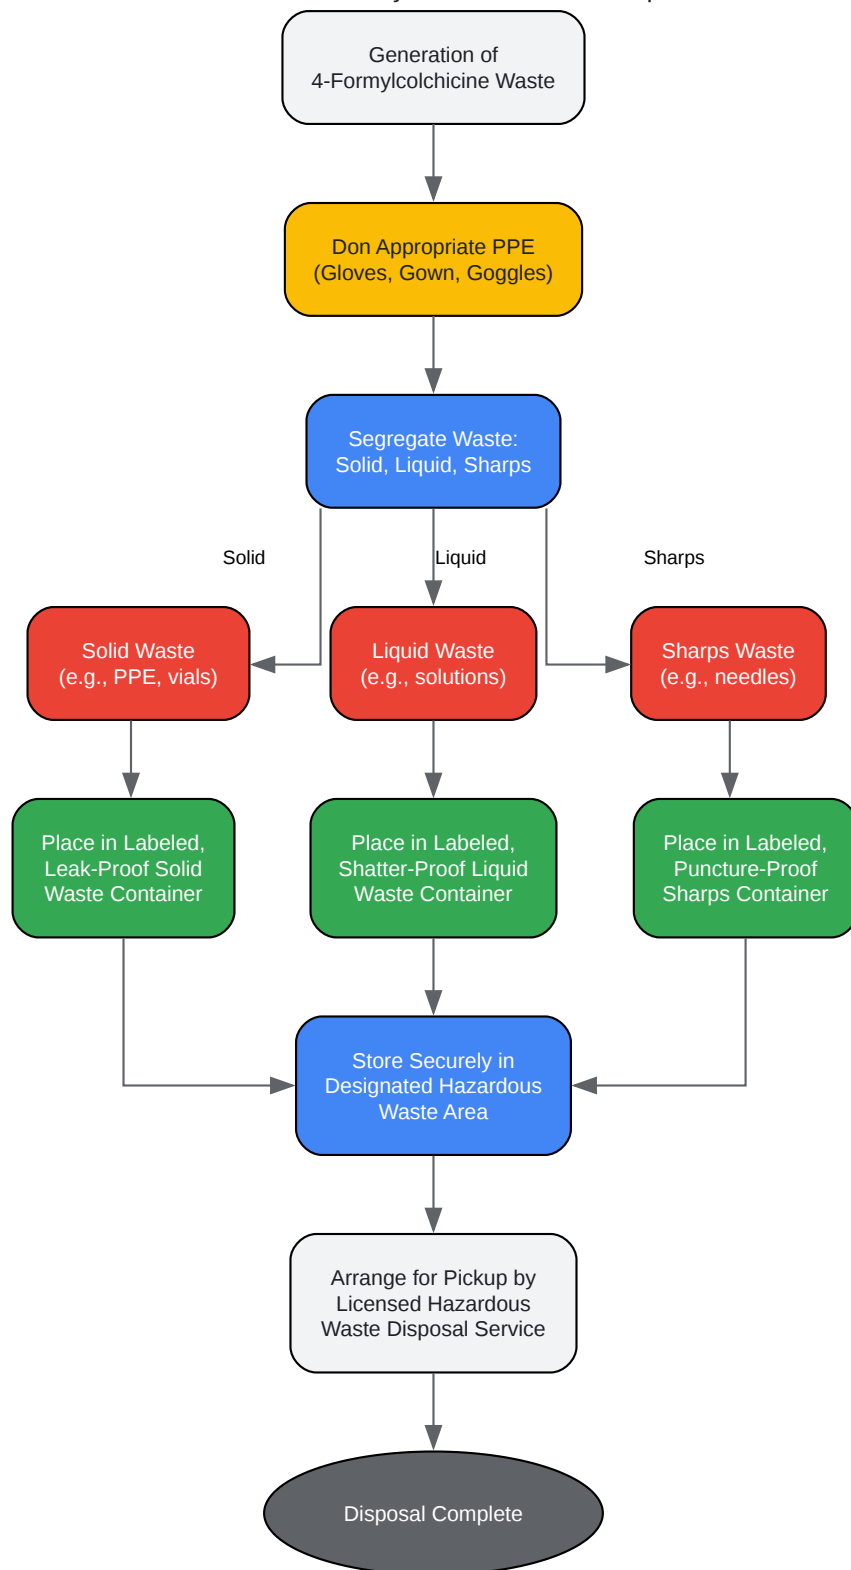 Generation of
4-Formylcolchicine Waste
Don Appropriate PPE
(Gloves, Gown, Goggles)
Segregate Waste:
Solid, Liquid, Sharps
Solid
Liquid
Sharps
Solid Waste
(e.g., PPE, vials)
Liquid Waste
(e.g., solutions)
Sharps Waste
(e.g., needles)
Place in Labeled,
Leak-Proof Solid
Waste Container
Place in Labeled,
Shatter-Proof Liquid
Waste Container
Place in Labeled,
Puncture-Proof
Sharps Container
Store Securely in
Designated Hazardous
Waste Area
Arrange for Pickup by
Licensed Hazardous
Waste Disposal Service
Disposal Complete